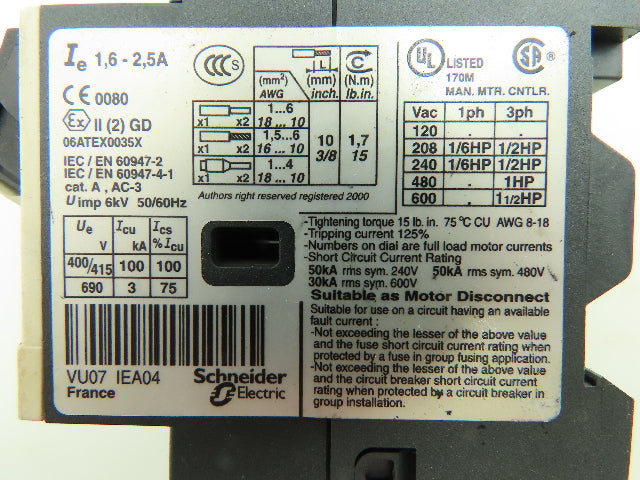 Ie 1,6 - 2,5A
CCC S
CE 0080
Ex II (2) GD
06ATEX0035X
IEC / EN 60947-2
IEC / EN 60947-4-1
cat. A , AC-3
U imp 6kV 50/60Hz
(mm²) AWG L (mm) inch. C (N.m) lb.in.
x1 x2 1...6 18 ... 10
x1 x2 1,5...6 16 ... 10
x1 x2 1...4 18 ... 10
10 3/8 1,7 15
Authors right reserved registered 2000
UL LISTED SA ®
170M
MAN. MTR. CNTLR.
Vac 1ph 3ph
120 . .
208 1/6HP 1/2HP
240 1/6HP 1/2HP
480 . 1HP
600 . 1 1/2HP
Ue V Icu kA Ics % Icu
400/415 100 100
690 3 75
-Tightening torque 15 lb. in. 75 °C CU AWG 8-18
-Tripping current 125%
-Numbers on dial are full load motor currents
-Short Circuit Current Rating
50kA rms sym. 240V 50kA rms sym. 480V
30kA rms sym. 600V
Suitable as Motor Disconnect
Suitable for use on a circuit having an available
fault current :
-Not exceeding the lesser of the above value
and the fuse short circuit current rating when
protected by a fuse in group fusing application.
-Not exceeding the lesser of the above value
and the circuit breaker short circuit current
rating when protected by a circuit breaker in
group installation.
VU07 IEA04
France
Schneider
Electric